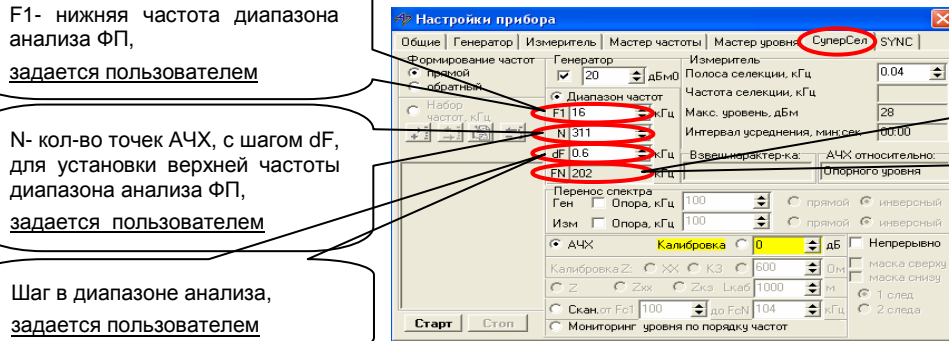 F1- нижняя частота диапазона
анализа ФП,
задается пользователем
N- кол-во точек АЧХ, с шагом dF,
для установки верхней частоты
диапазона анализа ФП,
задается пользователем
Шаг в диапазоне анализа,
задается пользователем
Настройки прибора
Общие Генератор Измеритель Мастер частоты Мастер уровня СуперСел SYNC
Формирование частот
прямой
обратный
Набор
частот, кГц
Старт Стоп
Генератор
20 дБм0
Диапазон частот
F1 16 кГц
N 311
dF 0.6 кГц
FN 202 кГц
Измеритель
Полоса селекции, кГц 0.04
Частота селекции, кГц
Макс. уровень, дБм 28
Интервал усреднения, мин:сек 00:00
Взвеш.характер-ка: АЧХ относительно:
Опорного уровня
Перенос спектра
Ген Опора, кГц 100 прямой инверсный
Изм Опора, кГц 100 прямой инверсный
АЧХ Калибровка 0 дБ Непрерывно
Калибровка Z: XX КЗ 600 Ом маска сверху
маска снизу
Z Zхх Zкз Lкаб 1000 м 1 след
Скан.от Fc1 100 до FcN 104 кГц 2 следа
Мониторинг уровня по порядку частот